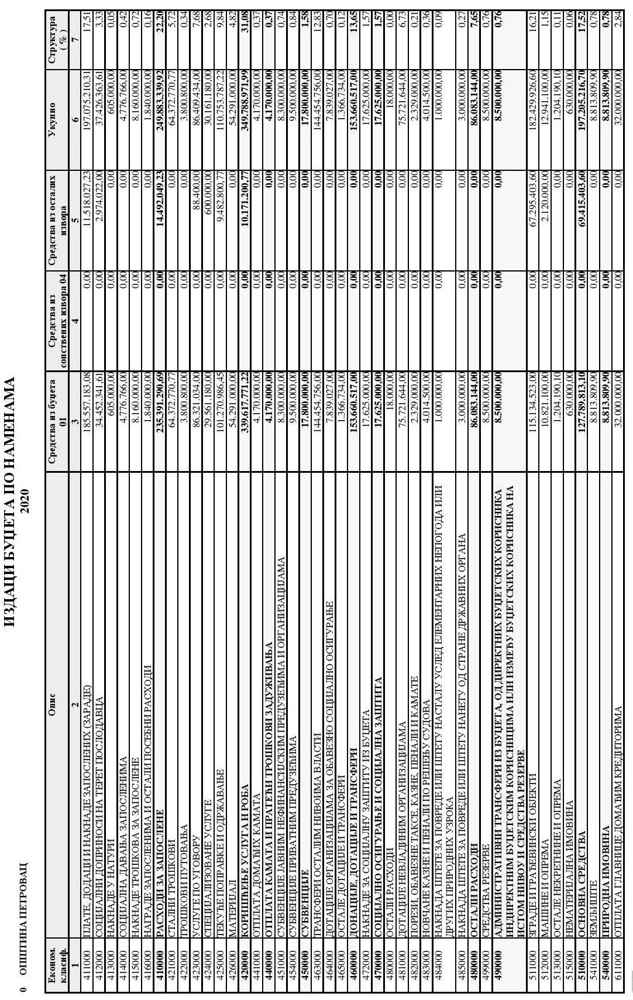 ИЗДАЦИ БУЏЕТА ПО НАМЕНАМА
2020
0 ОПШТИНА ПЕТРОВАЦ
Економ. класиф. Опис Средства из буџета 01 Средства из сопствених извора 04 Средства из осталих извора Укупно Структура ( % )
1 2 3 4 5 6 7
411000 ПЛАТЕ, ДОДАЦИ И НАКНАДЕ ЗАПОСЛЕНИХ (ЗАРАДЕ) 185.557.183,08 0,00 11.518.027,23 197.075.210,31 17,51
412000 СОЦИЈАЛНИ ДОПРИНОСИ НА ТЕРЕТ ПОСЛОДАВЦА 34.452.341,61 0,00 2.974.022,00 37.426.363,61 3,33
413000 НАКНАДЕ У НАТУРИ 605.000,00 0,00 0,00 605.000,00 0,05
414000 СОЦИЈАЛНА ДАВАЊА ЗАПОСЛЕНИМА 4.776.766,00 0,00 0,00 4.776.766,00 0,42
415000 НАКНАДЕ ТРОШКОВА ЗА ЗАПОСЛЕНЕ 8.160.000,00 0,00 0,00 8.160.000,00 0,72
416000 НАГРАДЕ ЗАПОСЛЕНИМА И ОСТАЛИ ПОСЕБНИ РАСХОДИ 1.840.000,00 0,00 0,00 1.840.000,00 0,16
410000 РАСХОДИ ЗА ЗАПОСЛЕНЕ 235.391.290,69 0,00 14.492.049,23 249.883.339,92 22,20
421000 СТАЛНИ ТРОШКОВИ 64.372.770,77 0,00 0,00 64.372.770,77 5,72
422000 ТРОШКОВИ ПУТОВАЊА 3.800.800,00 0,00 0,00 3.800.800,00 0,34
423000 УСЛУГЕ ПО УГОВОРУ 86.321.034,00 0,00 88.400,00 86.409.434,00 7,68
424000 СПЕЦИЈАЛИЗОВАНЕ УСЛУГЕ 29.561.180,00 0,00 600.000,00 30.161.180,00 2,68
425000 ТЕКУЋЕ ПОПРАВКЕ И ОДРЖАВАЊЕ 101.270.986,45 0,00 9.482.800,77 110.753.787,22 9,84
426000 МАТЕРИЈАЛ 54.291.000,00 0,00 0,00 54.291.000,00 4,82
420000 КОРИШЋЕЊЕ УСЛУГА И РОБА 339.617.771,22 0,00 10.171.200,77 349.788.971,99 31,08
441000 ОТПЛАТА ДОМАЋИХ КАМАТА 4.170.000,00 0,00 0,00 4.170.000,00 0,37
440000 ОТПЛАТА КАМАТА И ПРАТЕЋИ ТРОШКОВИ ЗАДУЖИВАЊА 4.170.000,00 0,00 0,00 4.170.000,00 0,37
451000 СУБВЕНЦИЈЕ ЈАВНИМ НЕФИНАНСИЈСКИМ ПРЕДУЗЕЋИМА И ОРГАНИЗАЦИЈАМА 8.300.000,00 0,00 0,00 8.300.000,00 0,74
454000 СУБВЕНЦИЈЕ ПРИВАТНИМ ПРЕДУЗЕЋИМА 9.500.000,00 0,00 0,00 9.500.000,00 0,84
450000 СУБВЕНЦИЈЕ 17.800.000,00 0,00 0,00 17.800.000,00 1,58
463000 ТРАНСФЕРИ ОСТАЛИМ НИВОИМА ВЛАСТИ 144.454.756,00 0,00 0,00 144.454.756,00 12,83
464000 ДОТАЦИЈЕ ОРГАНИЗАЦИЈАМА ЗА ОБАВЕЗНО СОЦИЈАЛНО ОСИГУРАЊЕ 7.839.027,00 0,00 0,00 7.839.027,00 0,70
465000 ОСТАЛЕ ДОТАЦИЈЕ И ТРАНСФЕРИ 1.366.734,00 0,00 0,00 1.366.734,00 0,12
460000 ДОНАЦИЈЕ, ДОТАЦИЈЕ И ТРАНСФЕРИ 153.660.517,00 0,00 0,00 153.660.517,00 13,65
472000 НАКНАДЕ ЗА СОЦИЈАЛНУ ЗАШТИТУ ИЗ БУЏЕТА 17.625.000,00 0,00 0,00 17.625.000,00 1,57
470000 СОЦИЈАЛНО ОСИГУРАЊЕ И СОЦИЈАЛНА ЗАШТИТА 17.625.000,00 0,00 0,00 17.625.000,00 1,57
480000 ОСТАЛИ РАСХОДИ 18.000,00 0,00 0,00 18.000,00 0,00
481000 ДОТАЦИЈЕ НЕВЛАДИНИМ ОРГАНИЗАЦИЈАМА 75.721.644,00 0,00 0,00 75.721.644,00 6,73
482000 ПОРЕЗИ, ОБАВЕЗНЕ ТАКСЕ, КАЗНЕ, ПЕНАЛИ И КАМАТЕ 2.329.000,00 0,00 0,00 2.329.000,00 0,21
483000 НОВЧАНЕ КАЗНЕ И ПЕНАЛИ ПО РЕШЕЊУ СУДОВА 4.014.500,00 0,00 0,00 4.014.500,00 0,36
484000 НАКНАДА ШТЕТЕ ЗА ПОВРЕДЕ ИЛИ ШТЕТУ НАСТАЛУ УСЛЕД ЕЛЕМЕНТАРНИХ НЕПОГОДА ИЛИ 1.000.000,00 0,00 0,00 1.000.000,00 0,09
ДРУГИХ ПРИРОДНИХ УЗРОКА
485000 НАКНАДА ШТЕТЕ ЗА ПОВРЕДЕ ИЛИ ШТЕТУ НАНЕТУ ОД СТРАНЕ ДРЖАВНИХ ОРГАНА 3.000.000,00 0,00 0,00 3.000.000,00 0,27
480000 ОСТАЛИ РАСХОДИ 86.083.144,00 0,00 0,00 86.083.144,00 7,65
499000 СРЕДСТВА РЕЗЕРВЕ 8.500.000,00 0,00 0,00 8.500.000,00 0,76
490000 АДМИНИСТРАТИВНИ ТРАНСФЕРИ ИЗ БУЏЕТА, ОД ДИРЕКТНИХ БУЏЕТСКИХ КОРИСНИКА 8.500.000,00 0,00 0,00 8.500.000,00 0,76
ИНДИРЕКТНИМ БУЏЕТСКИМ КОРИСНИЦИМА ИЛИ ИЗМЕЂУ БУЏЕТСКИХ КОРИСНИКА НА
ИСТОМ НИВОУ И СРЕДСТВА РЕЗЕРВЕ
511000 ЗГРАДЕ И ГРАЂЕВИНСКИ ОБЈЕКТИ 115.134.523,00 0,00 67.295.403,60 182.429.926,60 16,21
512000 МАШИНЕ И ОПРЕМА 10.821.100,00 0,00 2.120.000,00 12.941.100,00 1,15
513000 ОСТАЛЕ НЕКРЕТНИНЕ И ОПРЕМА 1.204.190,10 0,00 0,00 1.204.190,10 0,11
515000 НЕМАТЕРИЈАЛНА ИМОВИНА 630.000,00 0,00 0,00 630.000,00 0,06
510000 ОСНОВНА СРЕДСТВА 127.789.813,10 0,00 69.415.403,60 197.205.216,70 17,52
541000 ЗЕМЉИШТЕ 8.813.809,90 0,00 0,00 8.813.809,90 0,78
540000 ПРИРОДНА ИМОВИНА 8.813.809,90 0,00 0,00 8.813.809,90 0,78
611000 ОТПЛАТА ГЛАВНИЦЕ ДОМАЋИМ КРЕДИТОРИМА 32.000.000,00 0,00 0,00 32.000.000,00 2,84